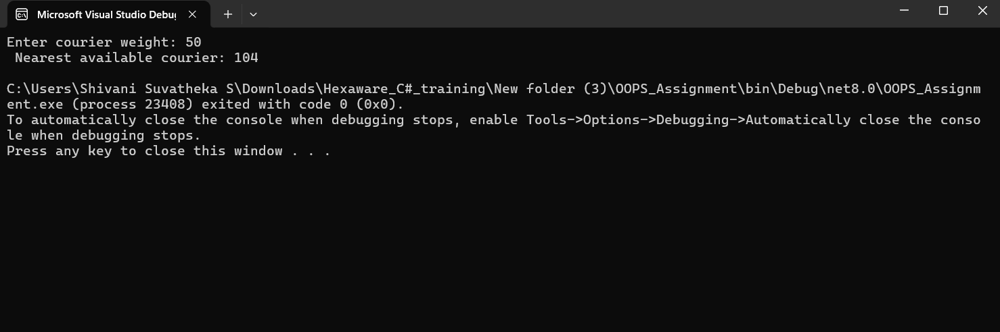 Microsoft Visual Studio Debug
Enter courier weight: 50
 Nearest available courier: 104
C:\Users\Shivani Suvatheka S\Downloads\Hexaware_C#_training\New folder (3)\OOPS_Assignment\bin\Debug\net8.0\OOPS_Assignm
ent.exe (process 23408) exited with code 0 (0x0).
To automatically close the console when debugging stops, enable Tools->Options->Debugging->Automatically close the conso
le when debugging stops.
Press any key to close this window . . .